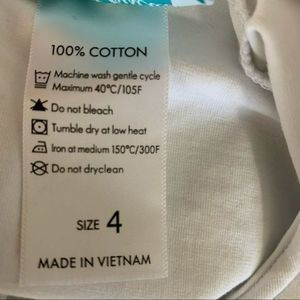 100% COTTON
Machine wash gentle cycle
Maximum 40°C/105F
Do not bleach
Tumble dry at low heat
Iron at medium 150°C/300F
Do not dryclean
SIZE 4
MADE IN VIETNAM